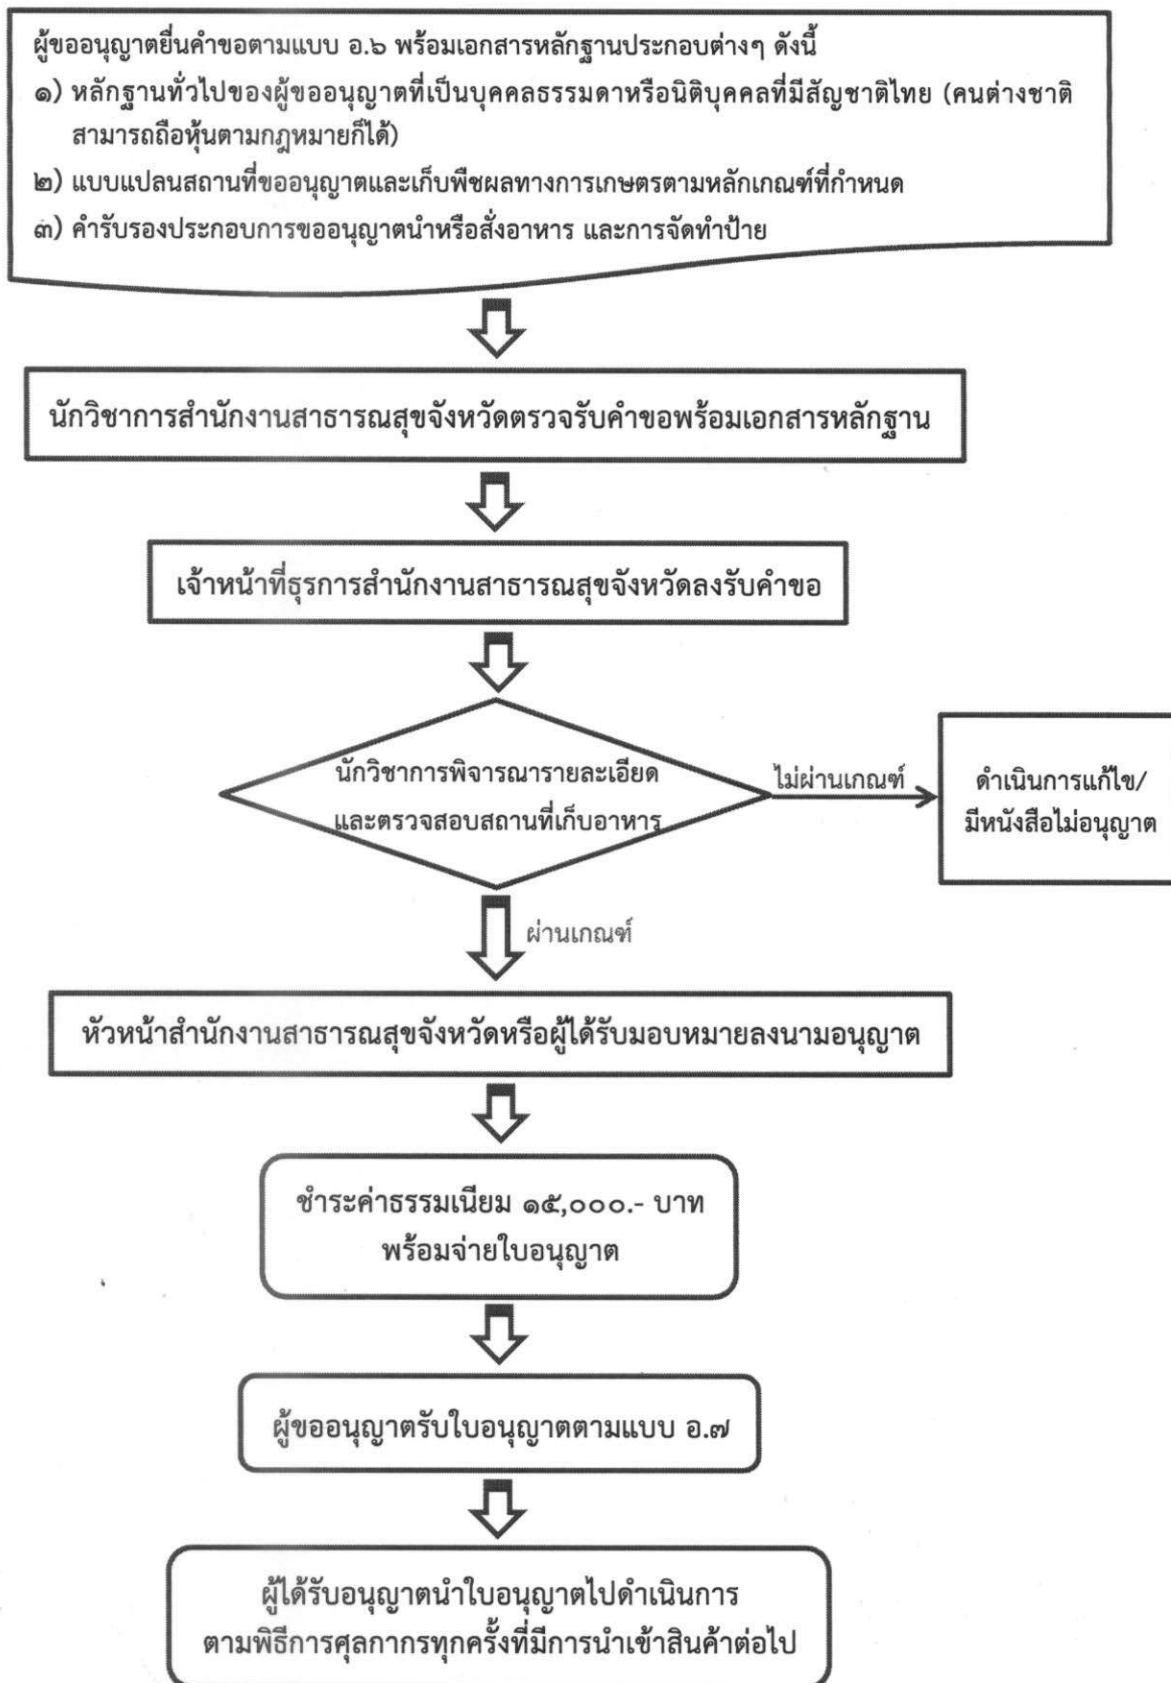 ผู้ขออนุญาตยื่นคำขอตามแบบ อ.๖ พร้อมเอกสารหลักฐานประกอบต่างๆ ดังนี้
๑) หลักฐานทั่วไปของผู้ขออนุญาตที่เป็นบุคคลธรรมดาหรือนิติบุคคลที่มีสัญชาติไทย (คนต่างชาติ
สามารถถือหุ้นตามกฎหมายก็ได้)
๒) แบบแปลนสถานที่ขออนุญาตและเก็บพืชผลทางการเกษตรตามหลักเกณฑ์ที่กำหนด
๓) คำรับรองประกอบการขออนุญาตนำหรือสั่งอาหาร และการจัดทำป้าย
นักวิชาการสำนักงานสาธารณสุขจังหวัดตรวจรับคำขอพร้อมเอกสารหลักฐาน
เจ้าหน้าที่ธุรการสำนักงานสาธารณสุขจังหวัดลงรับคำขอ
นักวิชาการพิจารณารายละเอียด
และตรวจสอบสถานที่เก็บอาหาร
ไม่ผ่านเกณฑ์
ดำเนินการแก้ไข/
มีหนังสือไม่อนุญาต
ผ่านเกณฑ์
หัวหน้าสำนักงานสาธารณสุขจังหวัดหรือผู้ได้รับมอบหมายลงนามอนุญาต
ชำระค่าธรรมเนียม ๑๕,๐๐๐.- บาท
พร้อมจ่ายใบอนุญาต
ผู้ขออนุญาตรับใบอนุญาตตามแบบ อ.๗
ผู้ได้รับอนุญาตนำใบอนุญาตไปดำเนินการ
ตามพิธีการศุลกากรทุกครั้งที่มีการนำเข้าสินค้าต่อไป